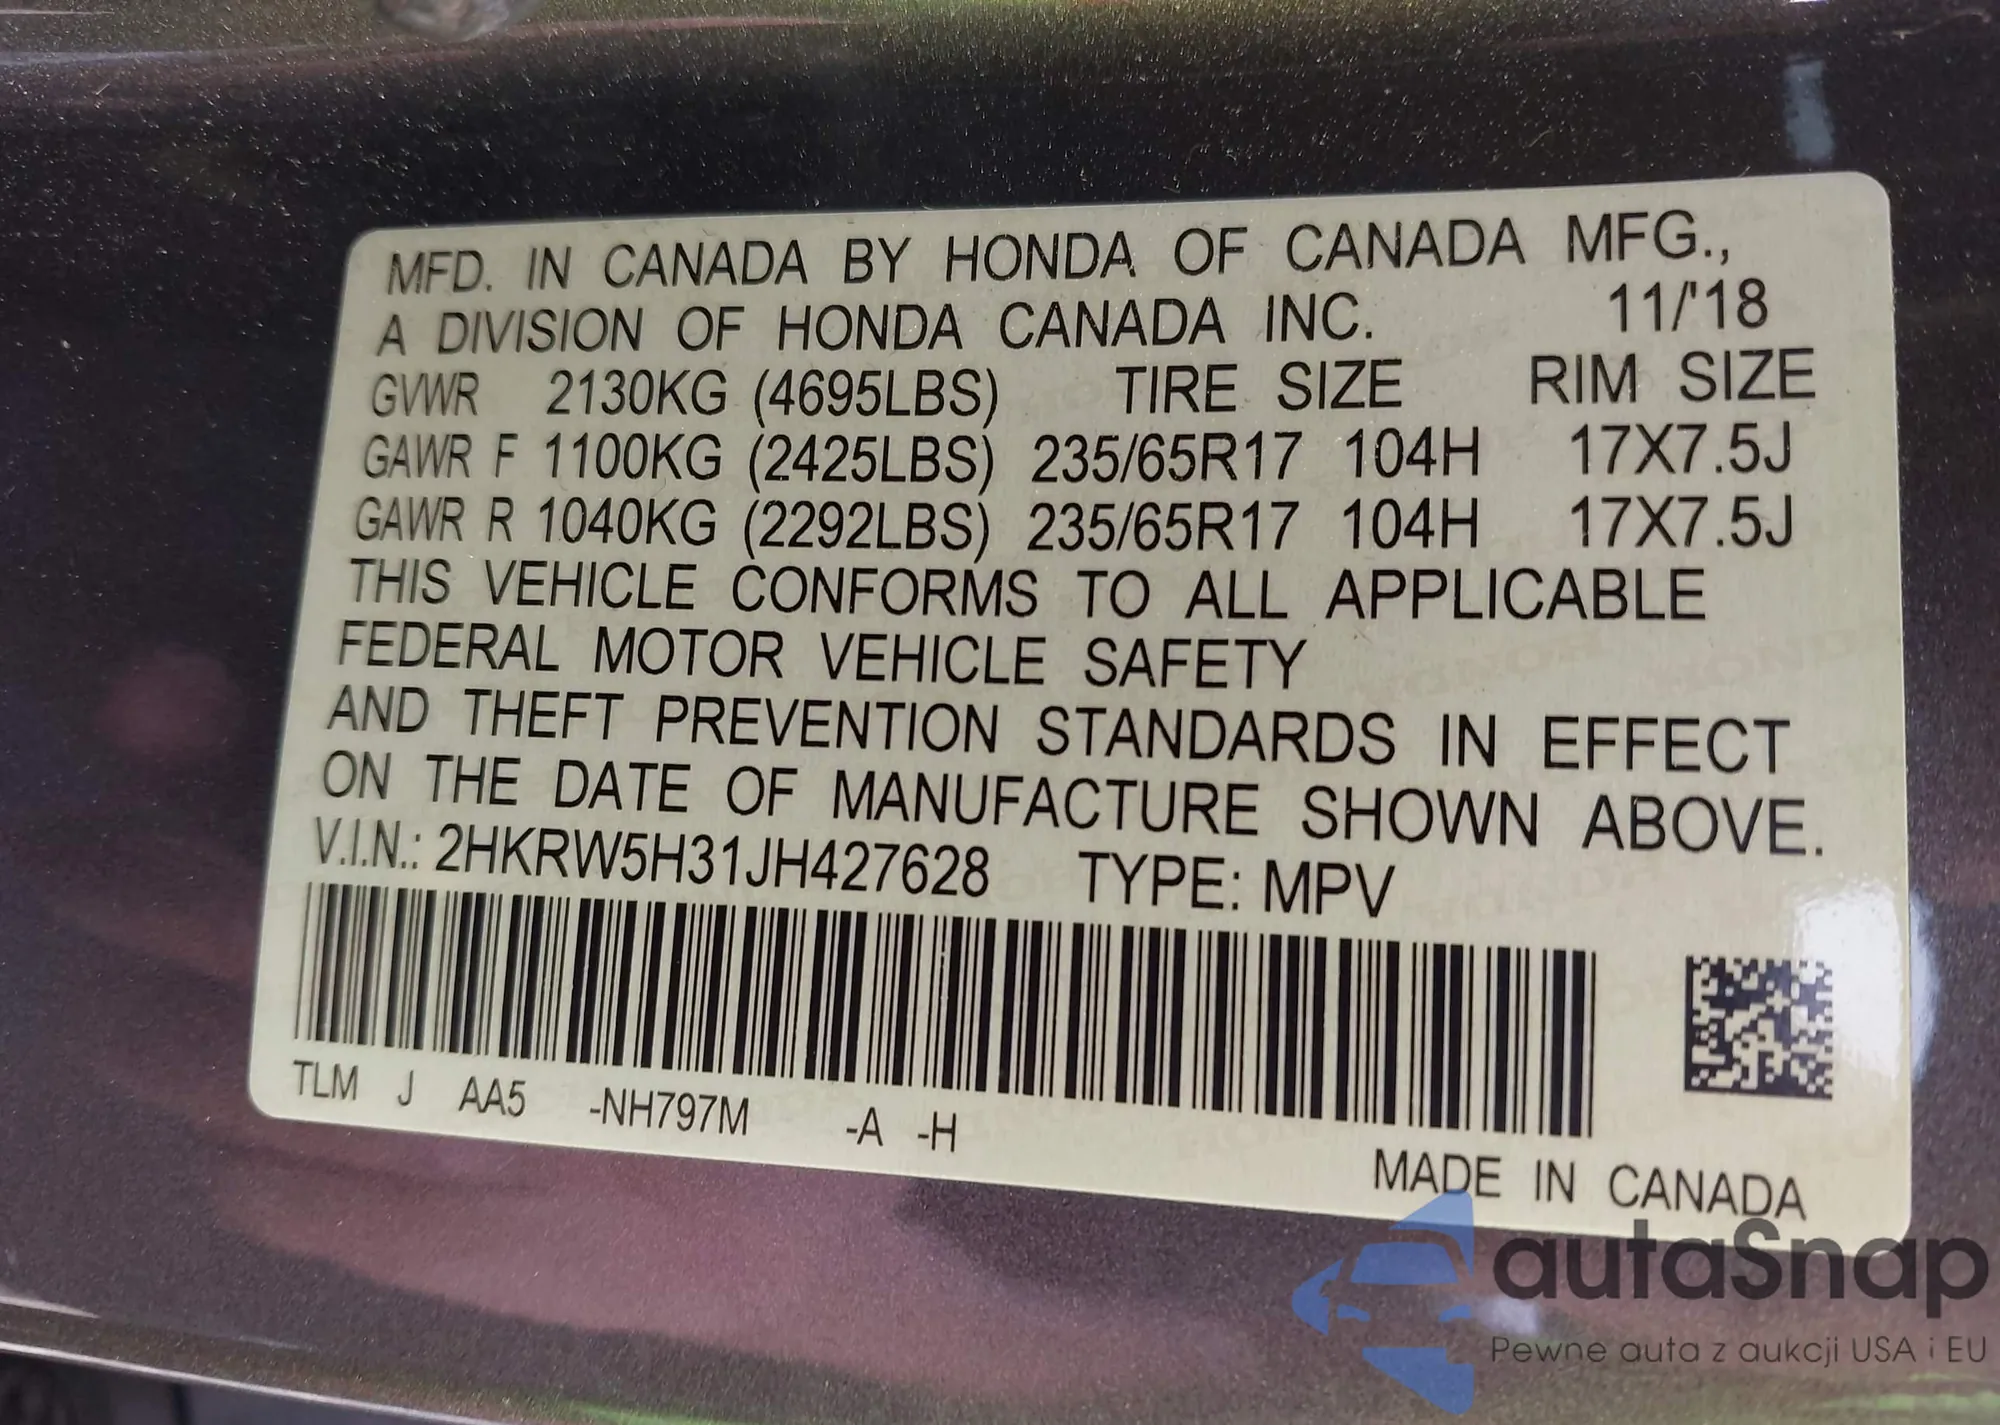 MFD. IN CANADA BY HONDA OF CANADA MFG.,
A DIVISION OF HONDA CANADA INC. 11/'18
GVWR 2130KG (4695LBS) TIRE SIZE RIM SIZE
GAWR F 1100KG (2425LBS) 235/65R17 104H 17X7.5J
GAWR R 1040KG (2292LBS) 235/65R17 104H 17X7.5J
THIS VEHICLE CONFORMS TO ALL APPLICABLE
FEDERAL MOTOR VEHICLE SAFETY
AND THEFT PREVENTION STANDARDS IN EFFECT
ON THE DATE OF MANUFACTURE SHOWN ABOVE.
V.I.N.: 2HKRW5H31JH427628 TYPE: MPV
TLM J AA5 -NH797M -A -H
MADE IN CANADA
autaSnap
Pewne auta z aukcji USA i EU